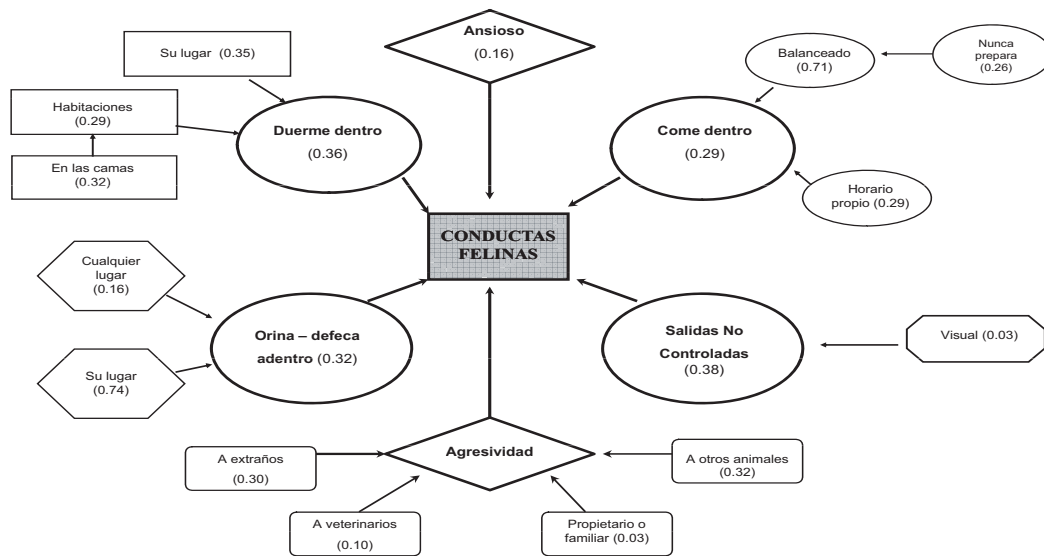 Ansioso
(0.16)
Su lugar (0.35)
Balanceado
(0.71)
Nunca
prepara
(0.26)
Habitaciones
(0.29)
Duerme dentro
(0.36)
Come dentro
(0.29)
En las camas
(0.32)
Horario
propio (0.29)
CONDUCTAS
FELINAS
Cualquier
lugar
(0.16)
Orina – defeca
adentro (0.32)
Salidas No
Controladas
(0.38)
Visual (0.03)
Su lugar
(0.74)
Agresividad
A extraños
(0.30)
A otros animales
(0.32)
A veterinarios
(0.10)
Propietario o
familiar (0.03)